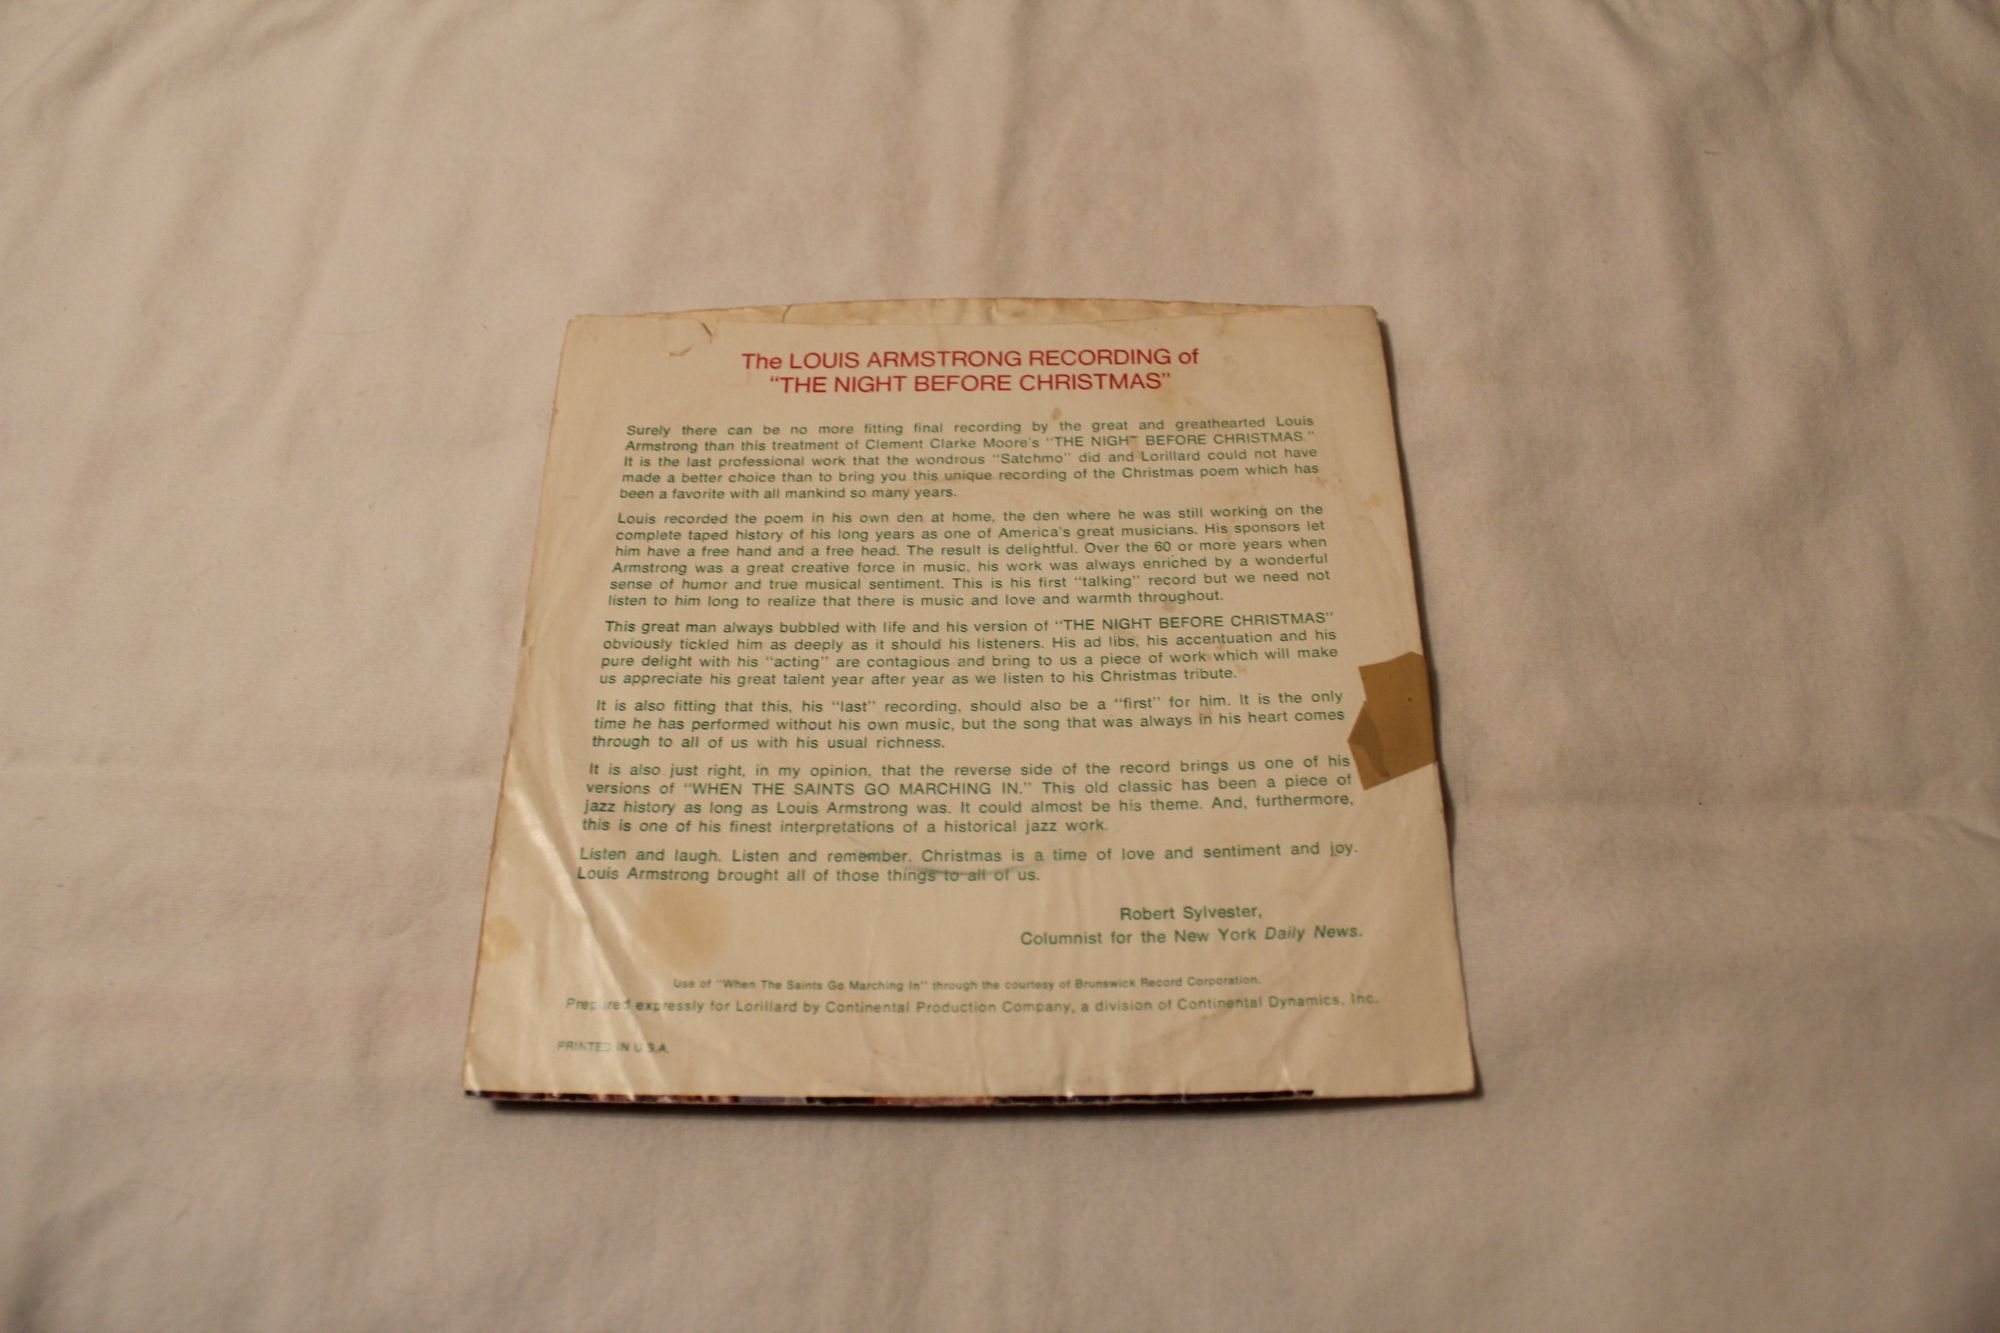 The LOUIS ARMSTRONG RECORDING of
"THE NIGHT BEFORE CHRISTMAS"
Surely there can be no more fitting final recording by the great and greathearted Louis
Armstrong than this treatment of Clement Clarke Moore's "THE NIGHT BEFORE CHRISTMAS."
It is the last professional work that the wondrous "Satchmo" did and Lorillard could not have
made a better choice than to bring you this unique recording of the Christmas poem which has
been a favorite with all mankind so many years.
Louis recorded the poem in his own den at home, the den where he was still working on the
complete taped history of his long years as one of America's great musicians. His sponsors let
him have a free hand and a free head. The result is delightful. Over the 60 or more years when
Armstrong was a great creative force in music, his work was always enriched by a wonderful
sense of humor and true musical sentiment. This is his first "talking" record but we need not
listen to him long to realize that there is music and love and warmth throughout.
This great man always bubbled with life and his version of "THE NIGHT BEFORE CHRISTMAS"
obviously tickled him as deeply as it should his listeners. His ad libs, his accentuation and his
pure delight with his "acting" are contagious and bring to us a piece of work which will make
us appreciate his great talent year after year as we listen to his Christmas tribute.
It is also fitting that this, his "last" recording, should also be a "first" for him. It is the only
time he has performed without his own music, but the song that was always in his heart comes
through to all of us with his usual richness.
It is also just right, in my opinion, that the reverse side of the record brings us one of his
versions of "WHEN THE SAINTS GO MARCHING IN." This old classic has been a piece of
jazz history as long as Louis Armstrong was. It could almost be his theme. And, furthermore,
this is one of his finest interpretations of a historical jazz work.
Listen and laugh. Listen and remember. Christmas is a time of love and sentiment and joy.
Louis Armstrong brought all of those things to all of us.
Robert Sylvester,
Columnist for the New York Daily News.
Use of "When The Saints Go Marching In" through the courtesy of Brunswick Record Corporation.
Prepared expressly for Lorillard by Continental Production Company, a division of Continental Dynamics, Inc.
PRINTED IN U.S.A.